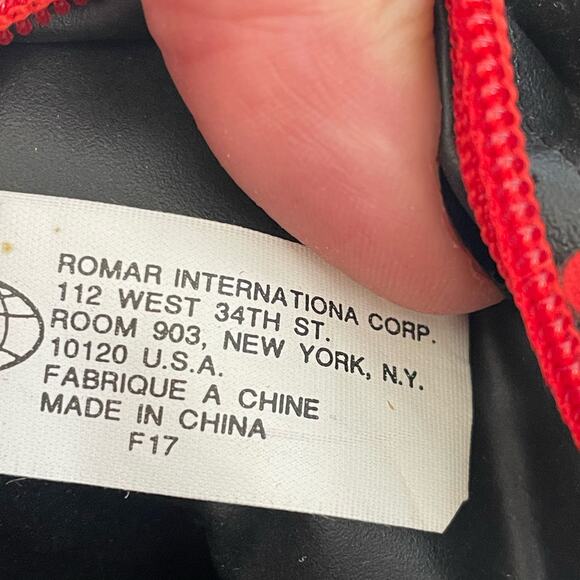 ROMAR INTERNATIONA CORP.
112 WEST 34TH ST.
ROOM 903, NEW YORK, N.Y.
10120 U.S.A.
FABRIQUE A CHINE
MADE IN CHINA
F17